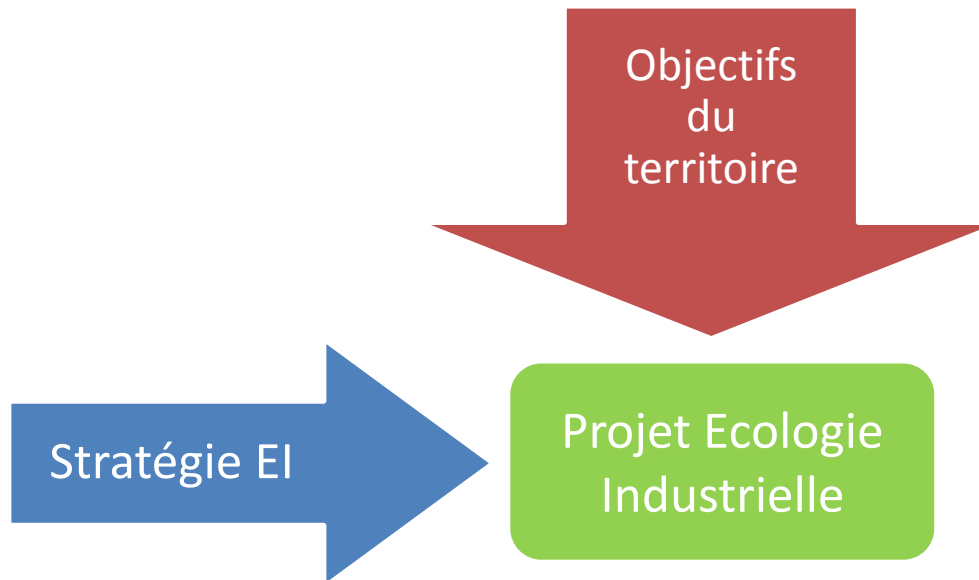 Objectifs
du
territoire
Stratégie EI
Projet Ecologie
Industrielle